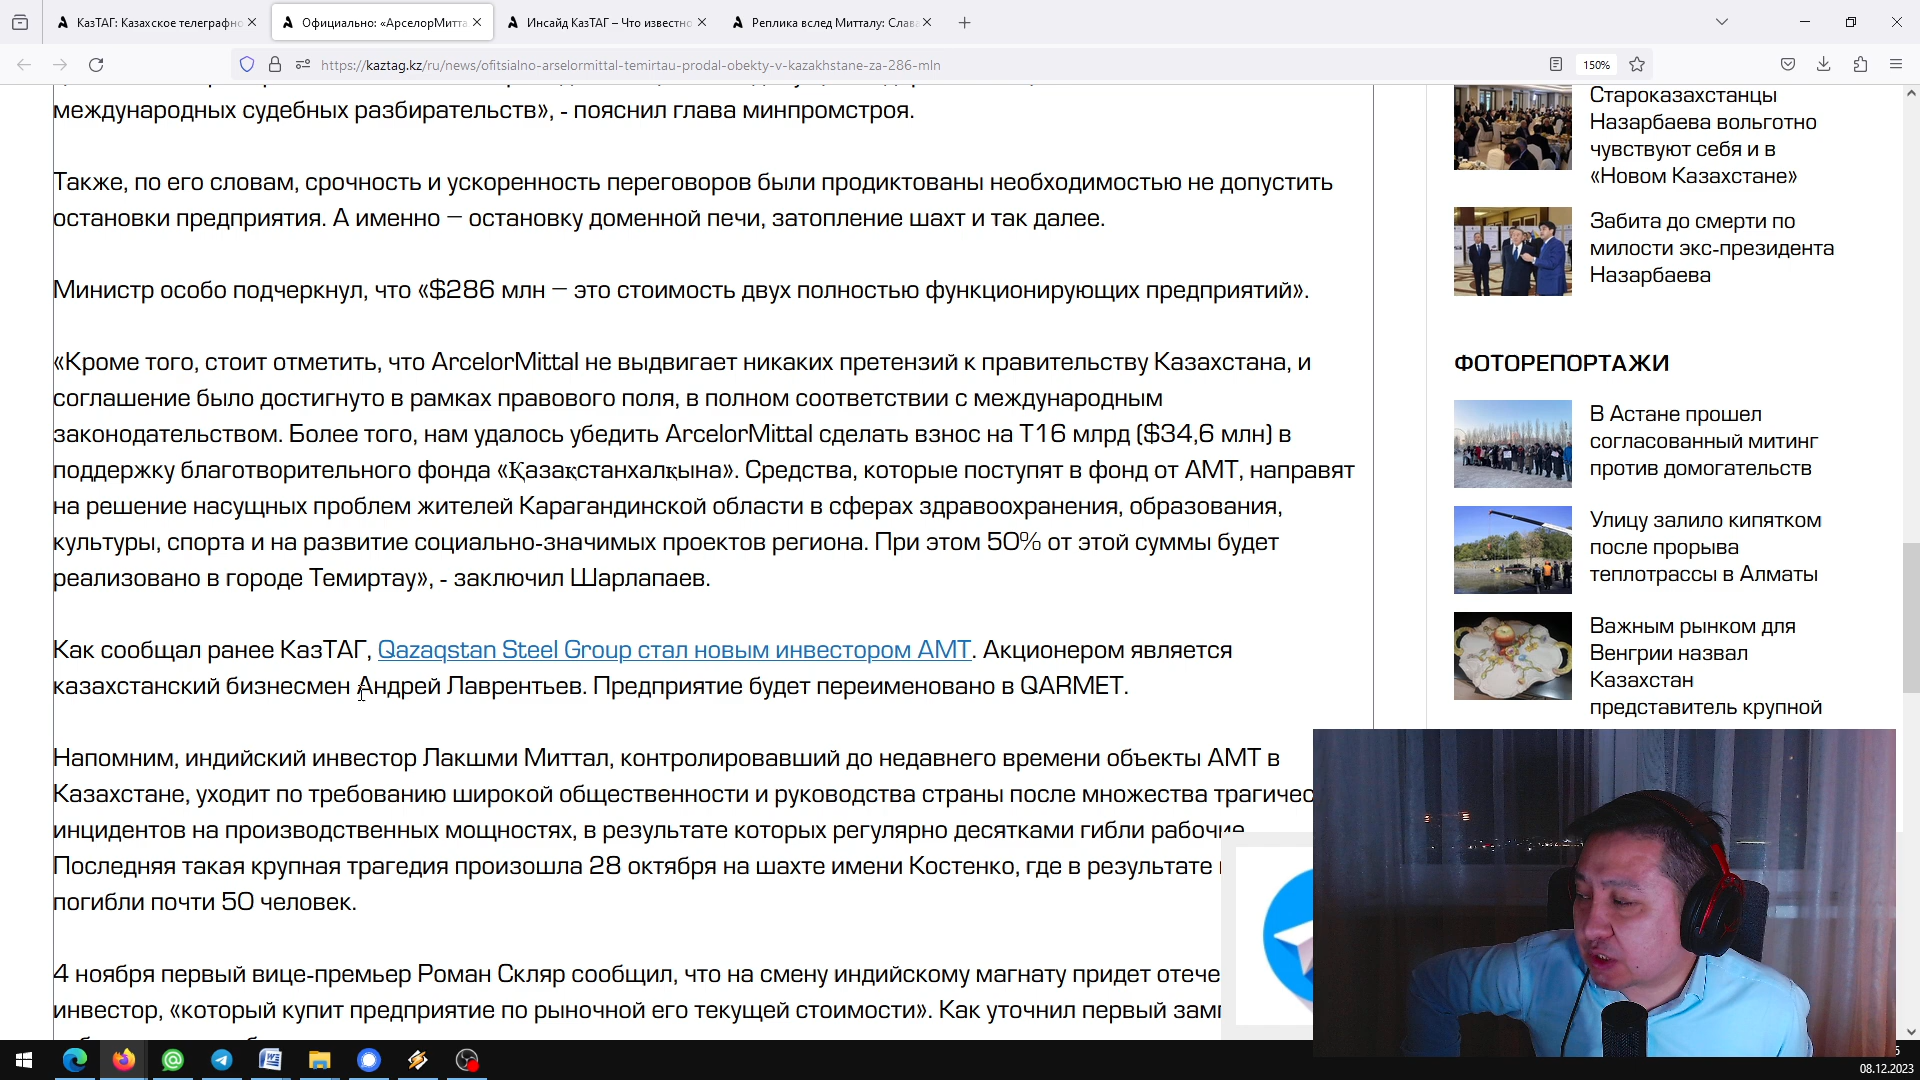 КазТАГ: Казахское телеграфно
Официально: «АрселорМитта
Инсайд КазТАГ – Что известно
Реплика вслед Митталу: Слава
https://kaztag.kz/ru/news/ofitsialno-arselormittal-temirtau-prodal-obekty-v-kazakhstane-za-286-mln
150%
международных судебных разбирательств», - пояснил глава минпромстроя.
Также, по его словам, срочность и ускоренность переговоров были продиктованы необходимостью не допустить
остановки предприятия. А именно – остановку доменной печи, затопление шахт и так далее.
Министр особо подчеркнул, что «$286 млн – это стоимость двух полностью функционирующих предприятий».
«Кроме того, стоит отметить, что ArcelorMittal не выдвигает никаких претензий к правительству Казахстана, и
соглашение было достигнуто в рамках правового поля, в полном соответствии с международным
законодательством. Более того, нам удалось убедить ArcelorMittal сделать взнос на Т16 млрд ($34,6 млн) в
поддержку благотворительного фонда «Қазақстанхалқына». Средства, которые поступят в фонд от АМТ, направят
на решение насущных проблем жителей Карагандинской области в сферах здравоохранения, образования,
культуры, спорта и на развитие социально-значимых проектов региона. При этом 50% от этой суммы будет
реализовано в городе Темиртау», - заключил Шарлапаев.
Как сообщал ранее КазТАГ, Qazaqstan Steel Group стал новым инвестором АМТ. Акционером является
казахстанский бизнесмен Андрей Лаврентьев. Предприятие будет переименовано в QARMET.
Напомним, индийский инвестор Лакшми Миттал, контролировавший до недавнего времени объекты АМТ в
Казахстане, уходит по требованию широкой общественности и руководства страны после множества трагичес
инцидентов на производственных мощностях, в результате которых регулярно десятками гибли рабочие.
Последняя такая крупная трагедия произошла 28 октября на шахте имени Костенко, где в результате
погибли почти 50 человек.
4 ноября первый вице-премьер Роман Скляр сообщил, что на смену индийскому магнату придет отече
инвестор, «который купит предприятие по рыночной его текущей стоимости». Как уточнил первый зам
Староказахстанцы
Назарбаева вольготно
чувствуют себя и в
«Новом Казахстане»
Забита до смерти по
милости экс-президента
Назарбаева
ФОТОРЕПОРТАЖИ
В Астане прошел
согласованный митинг
против домогательств
Улицу залило кипятком
после прорыва
теплотрассы в Алматы
Важным рынком для
Венгрии назвал
Казахстан
представитель крупной
08.12.2023